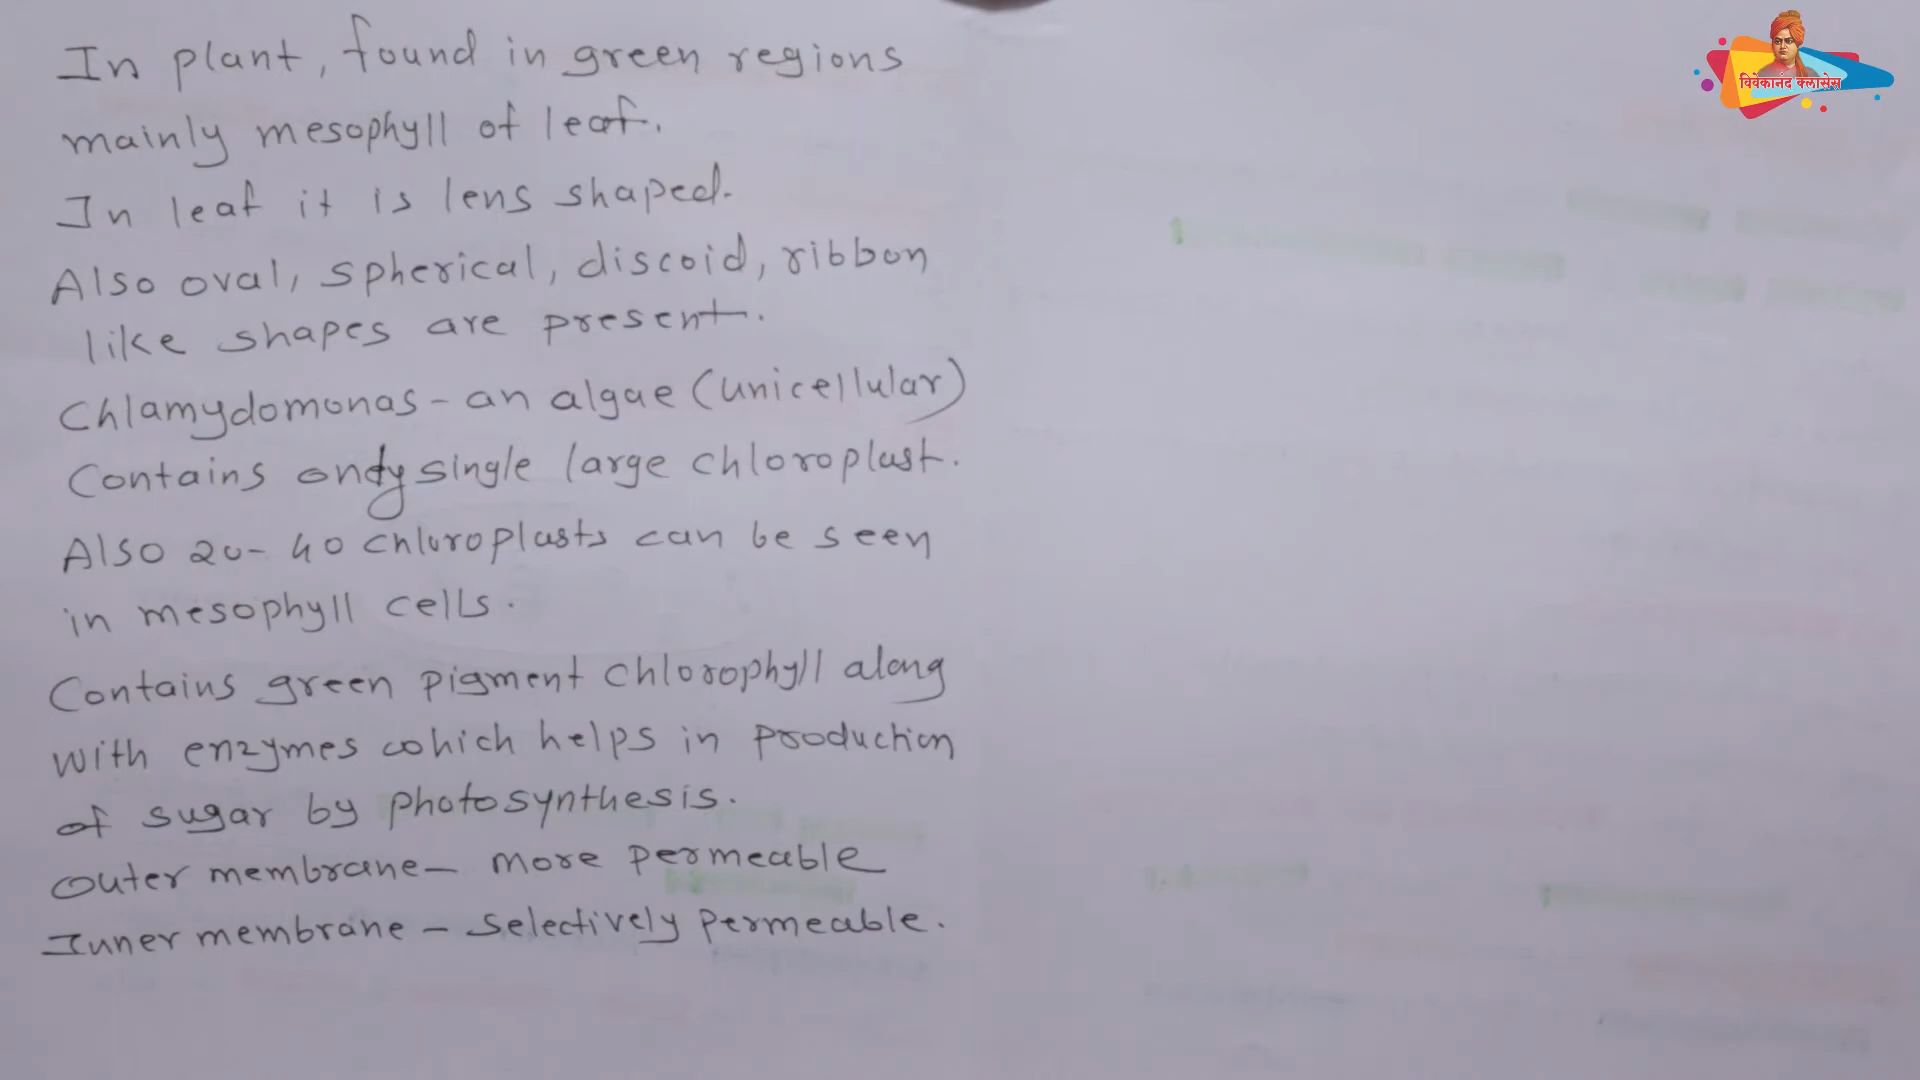 In plant, found in green regions
mainly mesophyll of leaf.
In leaf it is lens shaped.
Also oval, spherical, discoid, ribbon
like shapes are present.
Chlamydomonas - an algae (unicellular)
Contains only single large chloroplast.
Also 20-40 chloroplasts can be seen
in mesophyll cells.
Contains green pigment chlorophyll along
with enzymes which helps in production
of sugar by photosynthesis.
Outer membrane - more permeable
Inner membrane - selectively permeable.
विवेकानंद क्लासेस